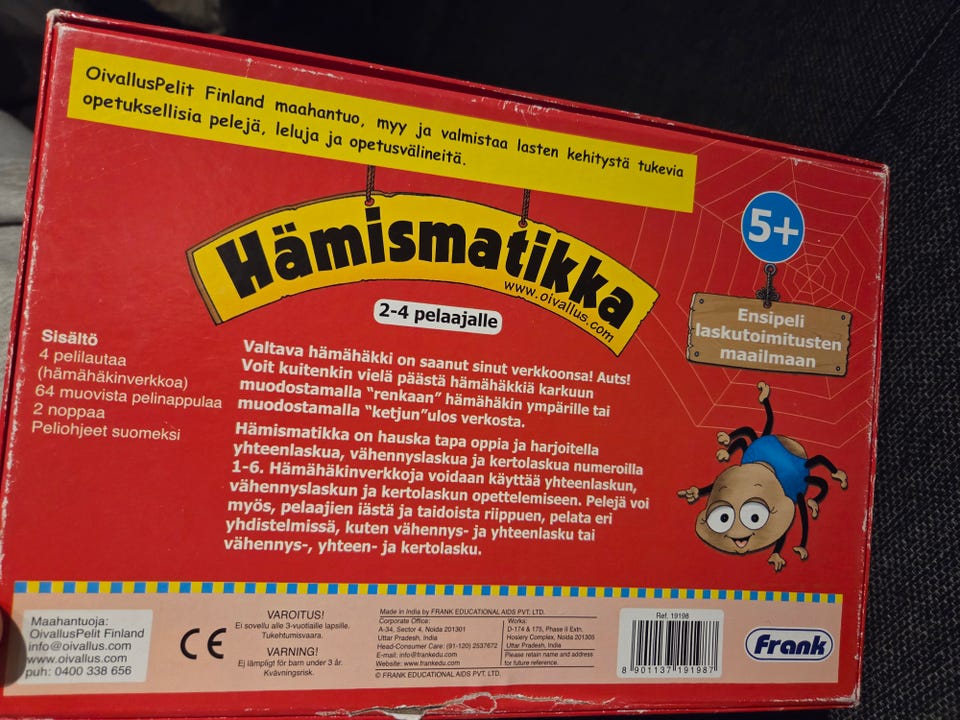 OivallusPelit Finland maahantuo, myy ja valmistaa lasten kehitystä tukevia
opetuksellisia pelejä, leluja ja opetusvälineitä.
Hämismatikka
www.oivallus.com
2-4 pelaajalle
5+
Ensipeli
laskutoimitusten
maailmaan
Sisältö
4 pelilautaa
(hämähäkinverkkoa)
64 muovista pelinappulaa
2 noppaa
Peliohjeet suomeksi
Valtava hämähäkki on saanut sinut verkkoonsa! Auts!
Voit kuitenkin vielä päästä hämähäkkiä karkuun
muodostamalla "renkaan" hämähäkin ympärille tai
muodostamalla "ketjun"ulos verkosta.
Hämismatikka on hauska tapa oppia ja harjoitella
yhteenlaskua, vähennyslaskua ja kertolaskua numeroilla
1-6. Hämähäkinverkkoja voidaan käyttää yhteenlaskun,
vähennyslaskun ja kertolaskun opettelemiseen. Pelejä voi
myös, pelaajien iästä ja taidoista riippuen, pelata eri
yhdistelmissä, kuten vähennys- ja yhteenlasku tai
vähennys-, yhteen- ja kertolasku.
Maahantuoja:
OivallusPelit Finland
info@oivallus.com
www.oivallus.com
puh: 0400 338 656
CE
VAROITUS!
Ei sovellu alle 3-vuotiaille lapsille.
Tukehtumisvaara.
VARNING!
Ej lämpligt för barn under 3 år.
Kvävningsrisk.
Made in India by FRANK EDUCATIONAL AIDS PVT. LTD.
Corporate Office:
A-34, Sector 4, Noida 201301
Uttar Pradesh, India
Head-Consumer Care: (91-120) 2537672
E-mail: info@frankedu.com
Website: www.frankedu.com
Works:
D-174 & 175, Phase II Extn.
Hosiery Complex, Noida 201305
Uttar Pradesh, India
Please retain name and address
for future reference.
© FRANK EDUCATIONAL AIDS PVT. LTD.
Ref. 19198
8 901137 191987
Frank